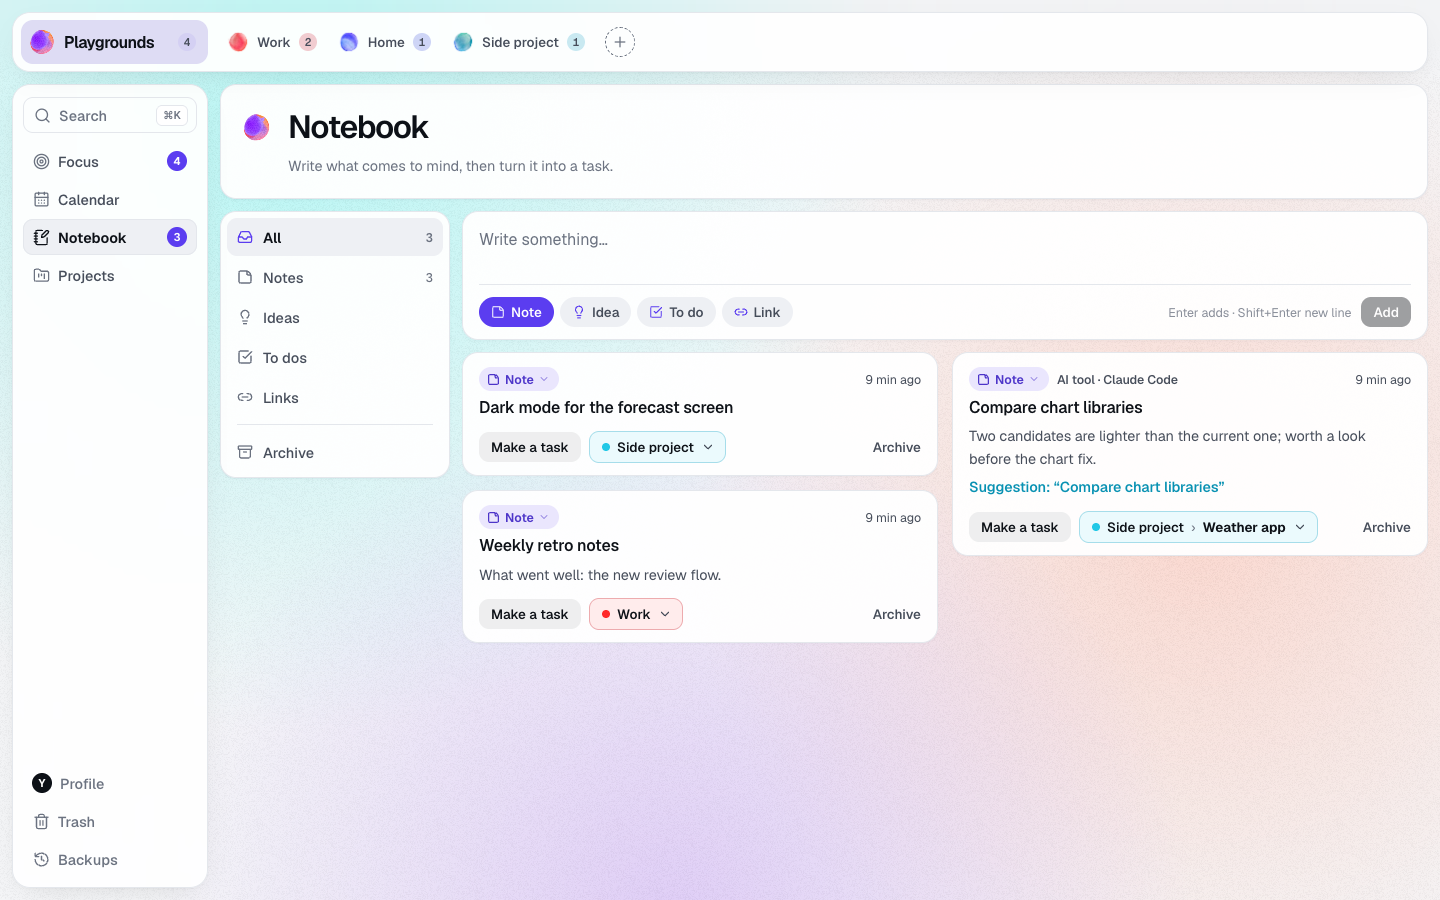 Playgrounds 4
Work 2
Home 1
Side project 1
Search ⌘K
Focus 4
Calendar
Notebook 3
Projects
Profile
Y
Trash
Backups
Notebook
Write what comes to mind, then turn it into a task.
All 3
Notes 3
Ideas
To dos
Links
Archive
Write something...
Note
Idea
To do
Link
Enter adds · Shift+Enter new line
Add
Note
9 min ago
Dark mode for the forecast screen
Make a task
Side project
Archive
Note
9 min ago
Weekly retro notes
What went well: the new review flow.
Make a task
Work
Archive
Note
AI tool · Claude Code
9 min ago
Compare chart libraries
Two candidates are lighter than the current one; worth a look
before the chart fix.
Suggestion: “Compare chart libraries”
Make a task
Side project › Weather app
Archive